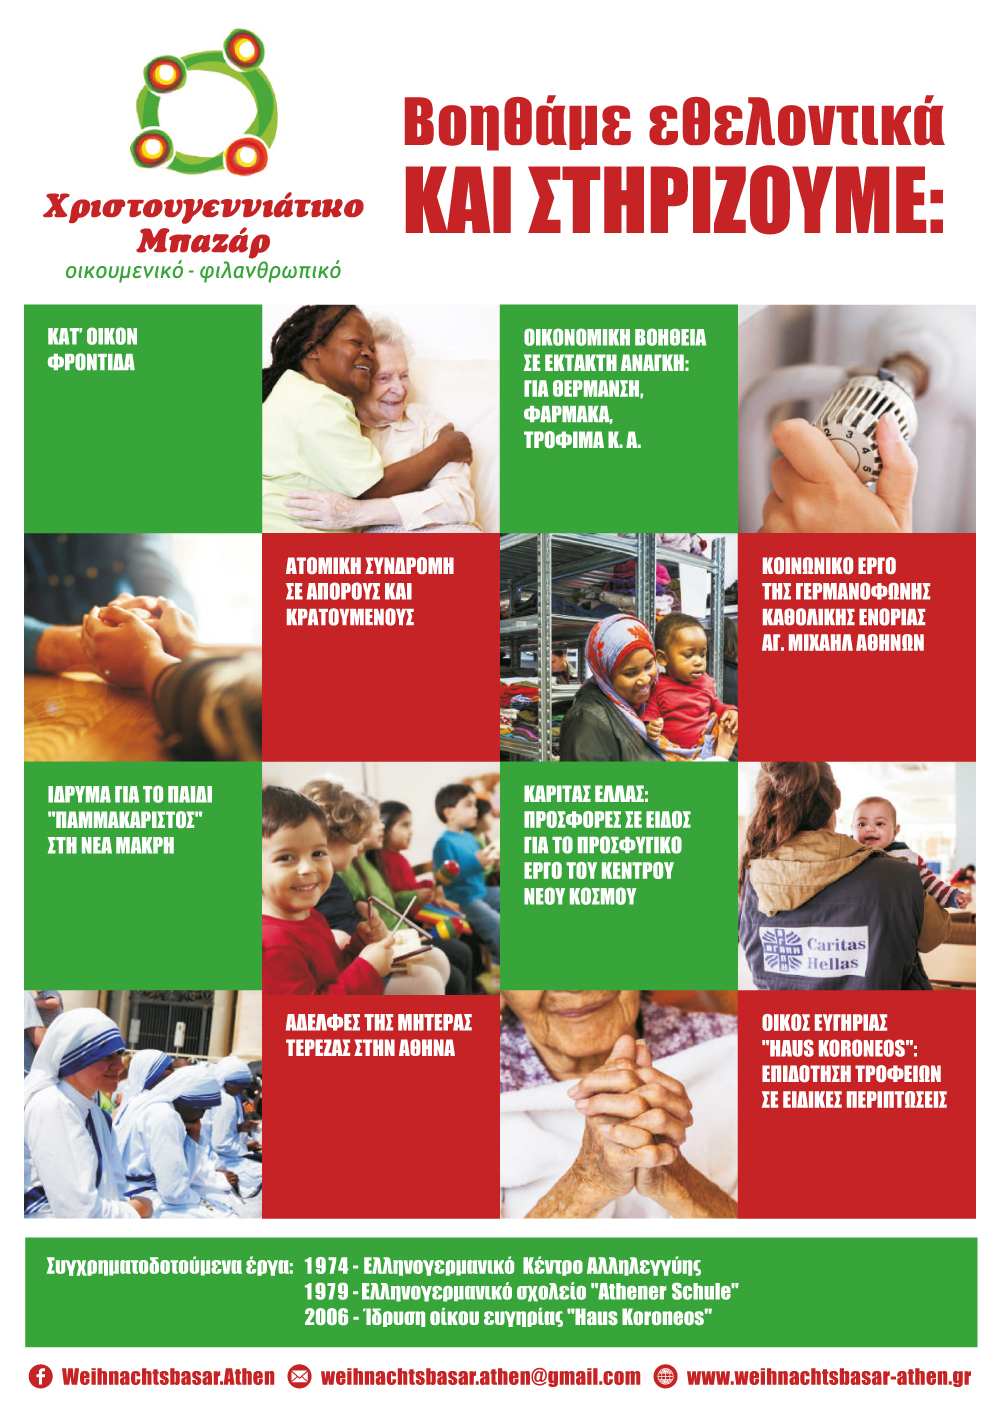 Χριστουγεννιάτικο
Μπαζάρ
οικουμενικό - φιλανθρωπικό
Βοηθάμε εθελοντικά
ΚΑΙ ΣΤΗΡΙΖΟΥΜΕ:
ΚΑΤ' ΟΙΚΟΝ
ΦΡΟΝΤΙΔΑ
ΟΙΚΟΝΟΜΙΚΗ ΒΟΗΘΕΙΑ
ΣΕ ΕΚΤΑΚΤΗ ΑΝΑΓΚΗ:
ΓΙΑ ΘΕΡΜΑΝΣΗ,
ΦΑΡΜΑΚΑ,
ΤΡΟΦΙΜΑ Κ. Α.
2 3 4 5
ΑΤΟΜΙΚΗ ΣΥΝΔΡΟΜΗ
ΣΕ ΑΠΟΡΟΥΣ ΚΑΙ
ΚΡΑΤΟΥΜΕΝΟΥΣ
ΚΟΙΝΩΝΙΚΟ ΕΡΓΟ
ΤΗΣ ΓΕΡΜΑΝΟΦΩΝΗΣ
ΚΑΘΟΛΙΚΗΣ ΕΝΟΡΙΑΣ
ΑΓ. ΜΙΧΑΗΛ ΑΘΗΝΩΝ
ΙΔΡΥΜΑ ΓΙΑ ΤΟ ΠΑΙΔΙ
"ΠΑΜΜΑΚΑΡΙΣΤΟΣ"
ΣΤΗ ΝΕΑ ΜΑΚΡΗ
ΚΑΡΙΤΑΣ ΕΛΛΑΣ:
ΠΡΟΣΦΟΡΕΣ ΣΕ ΕΙΔΟΣ
ΓΙΑ ΤΟ ΠΡΟΣΦΥΓΙΚΟ
ΕΡΓΟ ΤΟΥ ΚΕΝΤΡΟΥ
ΝΕΟΥ ΚΟΣΜΟΥ
Caritas
Hellas
ΑΔΕΛΦΕΣ ΤΗΣ ΜΗΤΕΡΑΣ
ΤΕΡΕΖΑΣ ΣΤΗΝ ΑΘΗΝΑ
ΟΙΚΟΣ ΕΥΓΗΡΙΑΣ
"HAUS KORONEOS":
ΕΠΙΔΟΤΗΣΗ ΤΡΟΦΕΙΩΝ
ΣΕ ΕΙΔΙΚΕΣ ΠΕΡΙΠΤΩΣΕΙΣ
Συγχρηματοδοτούμενα έργα: 1974 - Ελληνογερμανικό Κέντρο Αλληλεγγύης
1979 - Ελληνογερμανικό σχολείο "Athener Schule"
2006 - Ίδρυση οίκου ευγηρίας "Haus Koroneos"
Weihnachtsbasar.Athen weihnachtsbasar.athen@gmail.com www.weihnachtsbasar-athen.gr